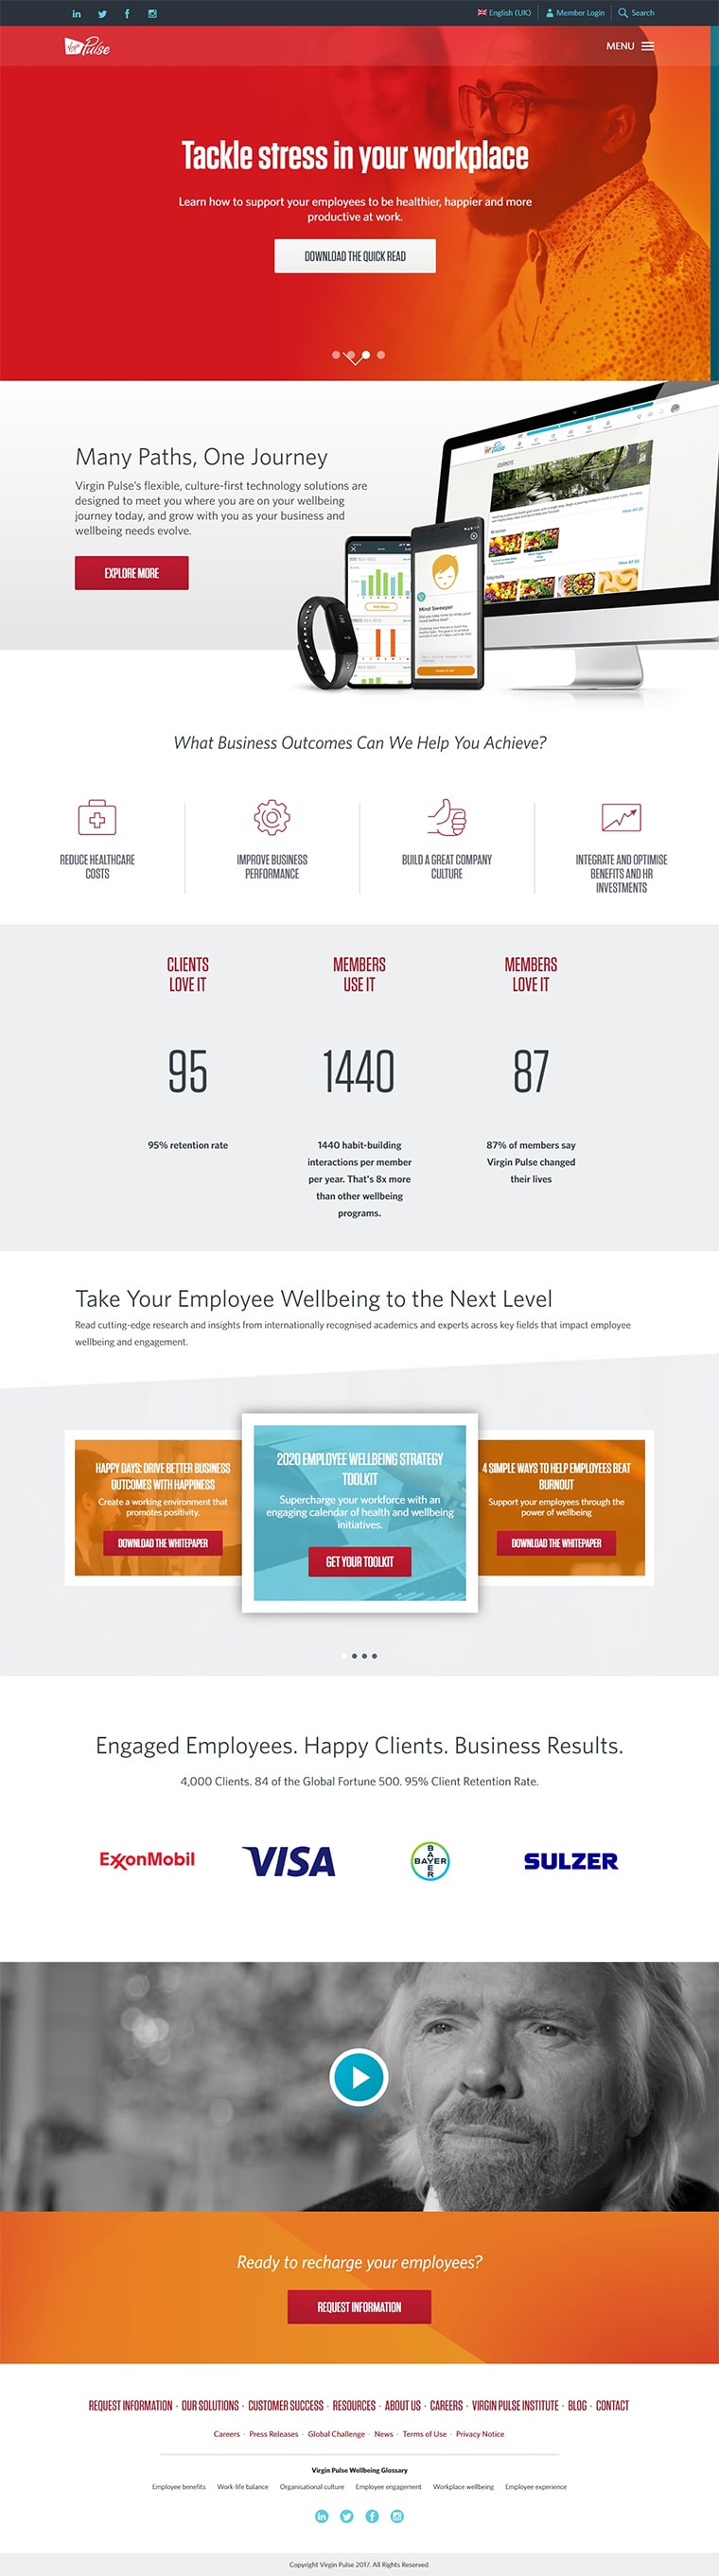 English (UK)
Member Login
Search
Virgin Pulse
MENU
Tackle stress in your workplace
Learn how to support your employees to be healthier, happier and more
productive at work.
DOWNLOAD THE QUICK READ
Many Paths, One Journey
Virgin Pulse's flexible, culture-first technology solutions are
designed to meet you where you are on your wellbeing
journey today, and grow with you as your business and
wellbeing needs evolve.
EXPLORE MORE
JOURNEYS
View All
View All
Mind Sweeper
What Business Outcomes Can We Help You Achieve?
REDUCE HEALTHCARE
COSTS
IMPROVE BUSINESS
PERFORMANCE
BUILD A GREAT COMPANY
CULTURE
INTEGRATE AND OPTIMISE
BENEFITS AND HR
INVESTMENTS
CLIENTS
LOVE IT
95
95% retention rate
MEMBERS
USE IT
1440
1440 habit-building
interactions per member
per year. That's 8x more
than other wellbeing
programs.
MEMBERS
LOVE IT
87
87% of members say
Virgin Pulse changed
their lives
Take Your Employee Wellbeing to the Next Level
Read cutting-edge research and insights from internationally recognised academics and experts across key fields that impact employee
wellbeing and engagement.
HAPPY DAYS: DRIVE BETTER BUSINESS
OUTCOMES WITH HAPPINESS
Create a working environment that
promotes positivity.
DOWNLOAD THE WHITEPAPER
2020 EMPLOYEE WELLBEING STRATEGY
TOOLKIT
Supercharge your workforce with an
engaging calendar of health and wellbeing
initiatives.
GET YOUR TOOLKIT
4 SIMPLE WAYS TO HELP EMPLOYEES BEAT
BURNOUT
Support your employees through the
power of wellbeing
DOWNLOAD THE WHITEPAPER
Engaged Employees. Happy Clients. Business Results.
4,000 Clients. 84 of the Global Fortune 500. 95% Client Retention Rate.
ExxonMobil
VISA
BAYER
BAYER
SULZER
Ready to recharge your employees?
REQUEST INFORMATION
REQUEST INFORMATION · OUR SOLUTIONS · CUSTOMER SUCCESS · RESOURCES · ABOUT US · CAREERS · VIRGIN PULSE INSTITUTE · BLOG · CONTACT
Careers · Press Releases · Global Challenge · News · Terms of Use · Privacy Notice
Virgin Pulse Wellbeing Glossary
Employee benefits Work-life balance Organisational culture Employee engagement Workplace wellbeing Employee experience
Copyright Virgin Pulse 2017. All Rights Reserved.